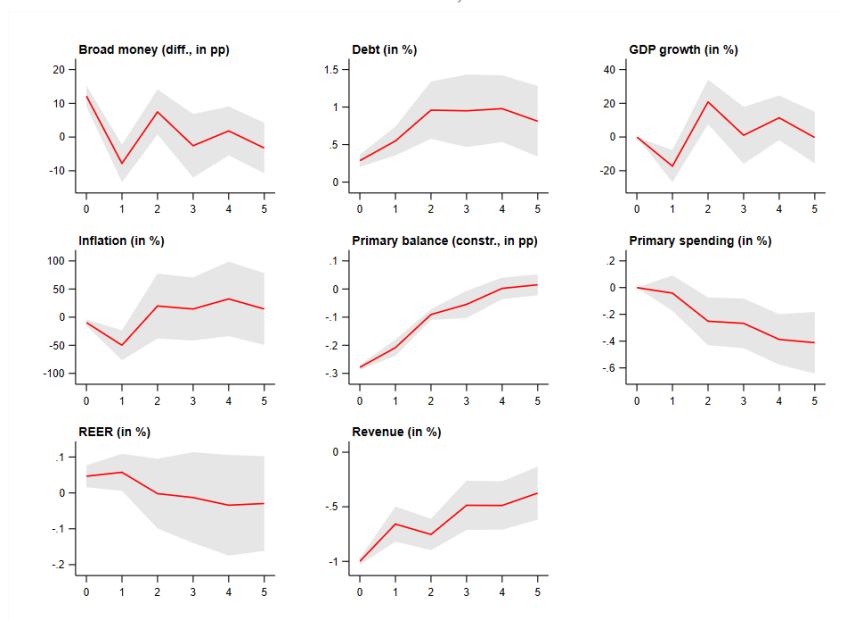 Broad money (diff., in pp)
20
10
0
-10
0 1 2 3 4 5
Debt (in %)
1.5
1
.5
0
0 1 2 3 4 5
GDP growth (in %)
40
20
0
-20
0 1 2 3 4 5
Inflation (in %)
100
50
0
-50
-100
0 1 2 3 4 5
Primary balance (constr., in pp)
.1
0
-.1
-.2
-.3
0 1 2 3 4 5
Primary spending (in %)
.2
0
-.2
-.4
-.6
0 1 2 3 4 5
REER (in %)
.1
0
-.1
-.2
0 1 2 3 4 5
Revenue (in %)
0
-.5
-1
0 1 2 3 4 5